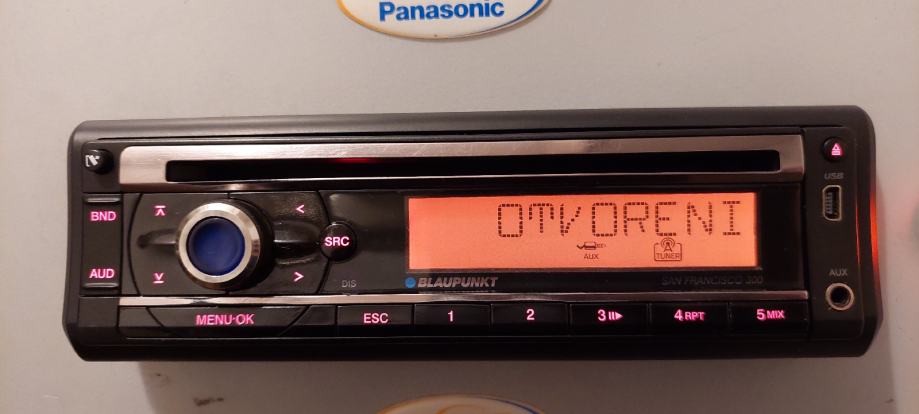 Panasonic
USB
BND
OTVORENI
SRC
AUX
TUNER
AUD
DIS
BLAUPUNKT
SAN FRANCISCO 300
AUX
MENU·OK
ESC
1
2
3
4 RPT
5 MIX